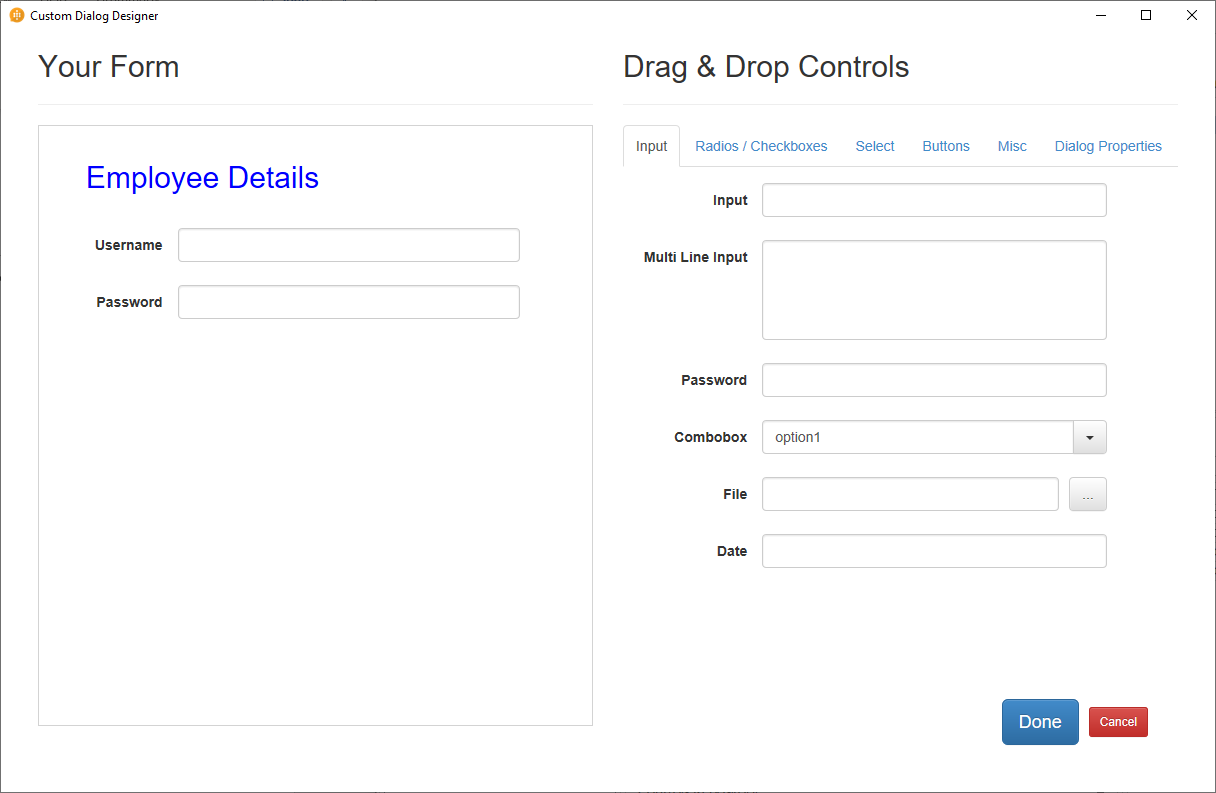 Custom Dialog Designer
Your Form
Employee Details
Username
Password
Drag & Drop Controls
Input Radios / Checkboxes Select Buttons Misc Dialog Properties
Input
Multi Line Input
Password
Combobox option1
File ...
Date
Done Cancel